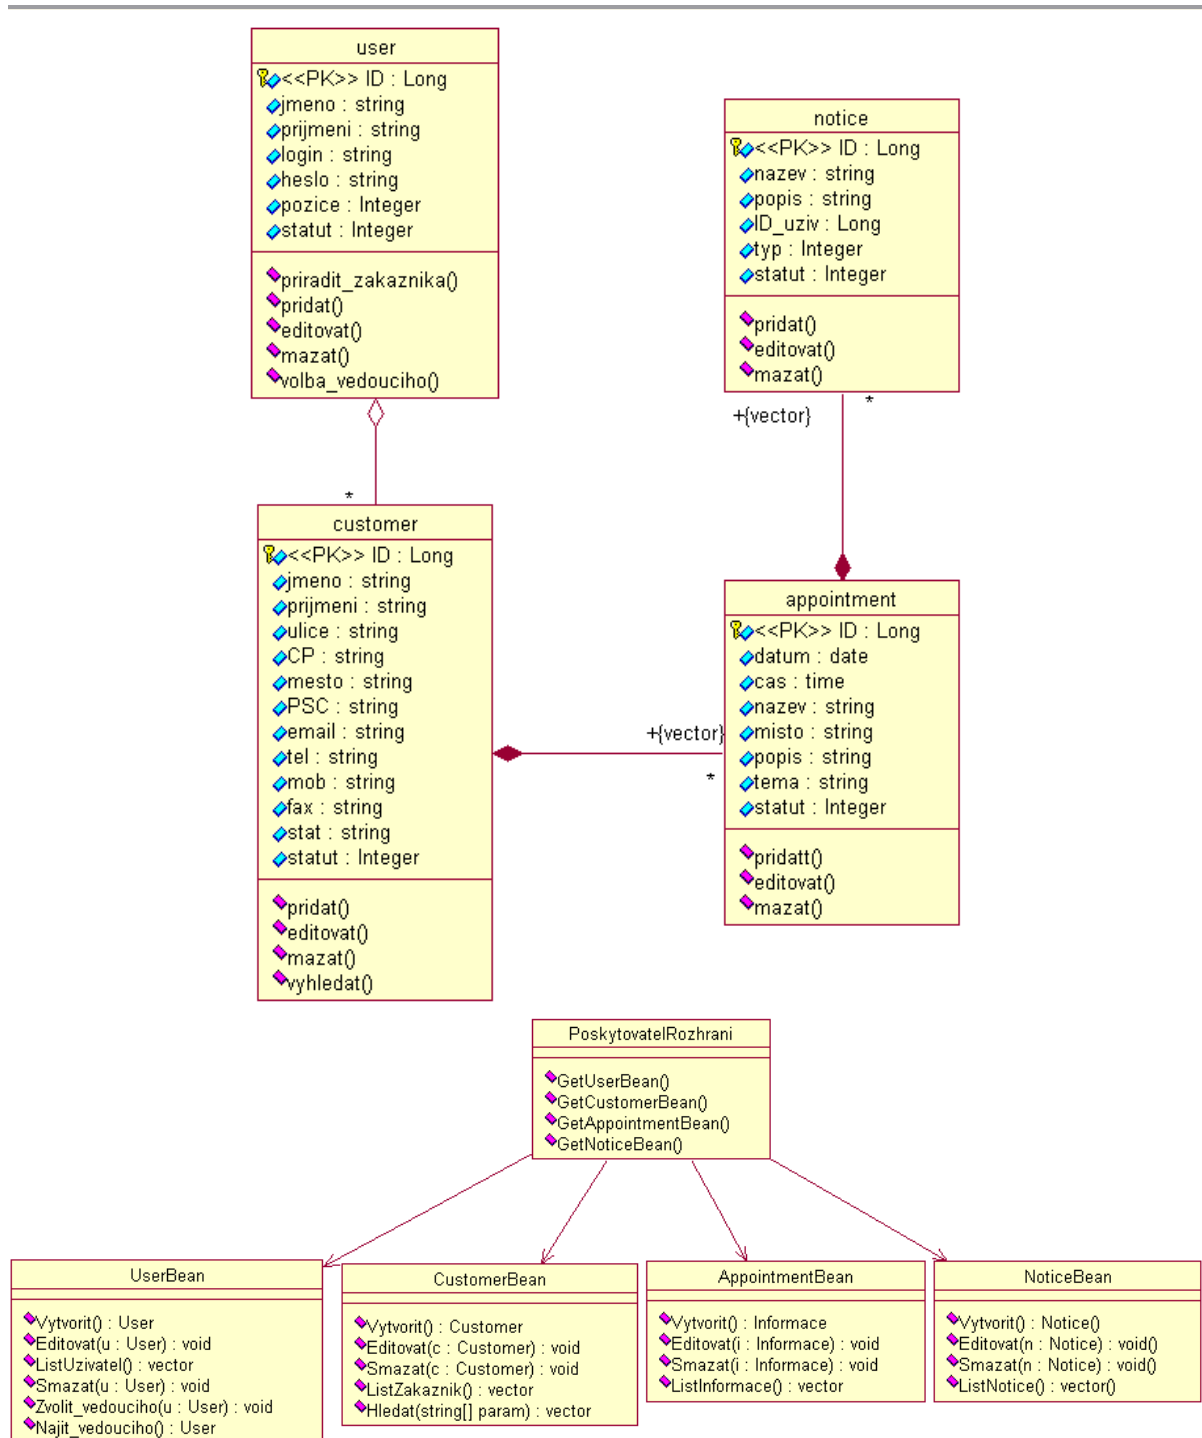 user
<<PK>> ID : Long
jmeno : string
prijmeni : string
login : string
heslo : string
pozice : Integer
statut : Integer
priradit_zakaznika()
pridat()
editovat()
mazat()
volba_vedouciho()
notice
<<PK>> ID : Long
nazev : string
popis : string
ID_uziv : Long
typ : Integer
statut : Integer
pridat()
editovat()
mazat()
+{vector}
*
*
customer
<<PK>> ID : Long
jmeno : string
prijmeni : string
ulice : string
CP : string
mesto : string
PSC : string
email : string
tel : string
mob : string
fax : string
stat : string
statut : Integer
pridat()
editovat()
mazat()
vyhledat()
+{vector}
*
appointment
<<PK>> ID : Long
datum : date
cas : time
nazev : string
misto : string
popis : string
tema : string
statut : Integer
pridatt()
editovat()
mazat()
PoskytovatelRozhrani
GetUserBean()
GetCustomerBean()
GetAppointmentBean()
GetNoticeBean()
UserBean
Vytvorit() : User
Editovat(u : User) : void
ListUzivatel() : vector
Smazat(u : User) : void
Zvolit_vedouciho(u : User) : void
Najit_vedouciho() : User
CustomerBean
Vytvorit() : Customer
Editovat(c : Customer) : void
Smazat(c : Customer) : void
ListZakaznik() : vector
Hledat(string[] param) : vector
AppointmentBean
Vytvorit() : Informace
Editovat(i : Informace) : void
Smazat(i : Informace) : void
ListInformace() : vector
NoticeBean
Vytvorit() : Notice()
Editovat(n : Notice) : void()
Smazat(n : Notice) : void()
ListNotice() : vector()